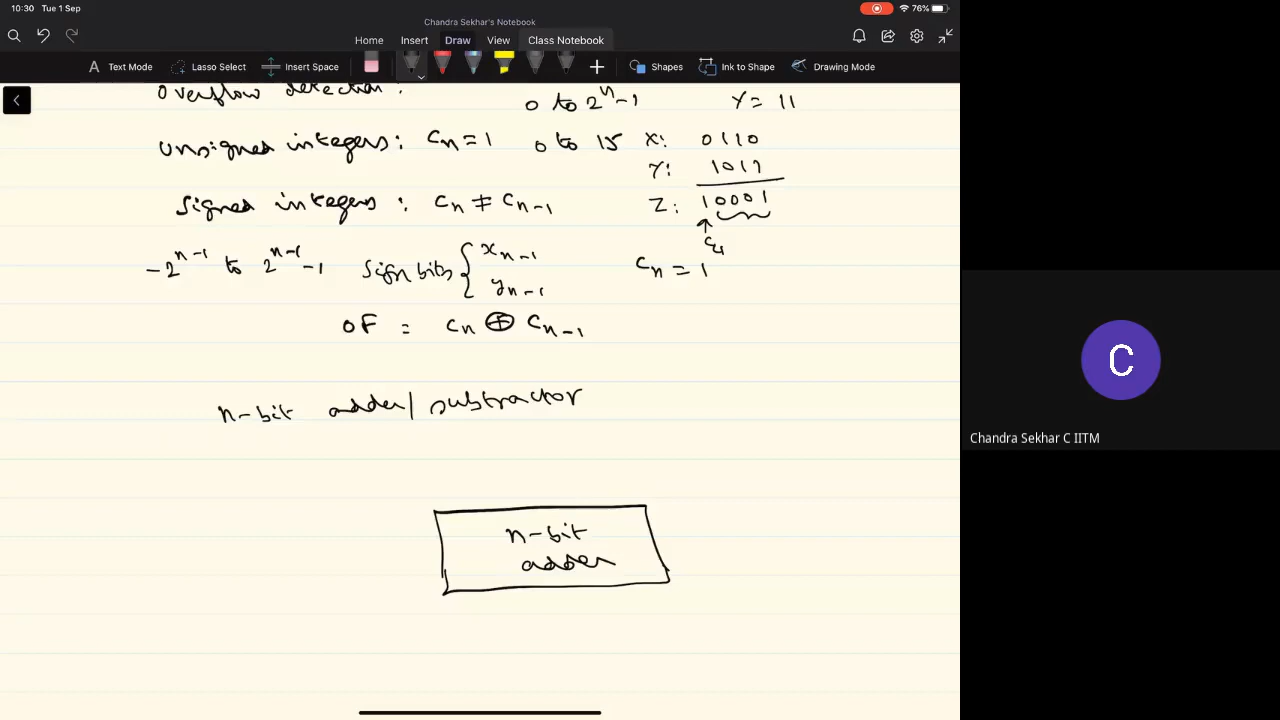 10:30 Tue 1 Sep
76%
Chandra Sekhar's Notebook
Home Insert Draw View Class Notebook
Text Mode Lasso Select Insert Space Shapes Ink to Shape Drawing Mode
Overflow detection:
0 to 2^n-1 Y= 11
Unsigned integers: Cn=1 0 to 15 X: 0110
Y: 1011
Signed integers: Cn ≠ Cn-1 Z: 10001
C4
-2^n-1 to 2^n-1 -1 Sign bits { xn-1 Cn = 1
yn-1
OF = Cn ⊕ Cn-1
n-bit adder/subtractor
n-bit
adder
C
Chandra Sekhar C IITM